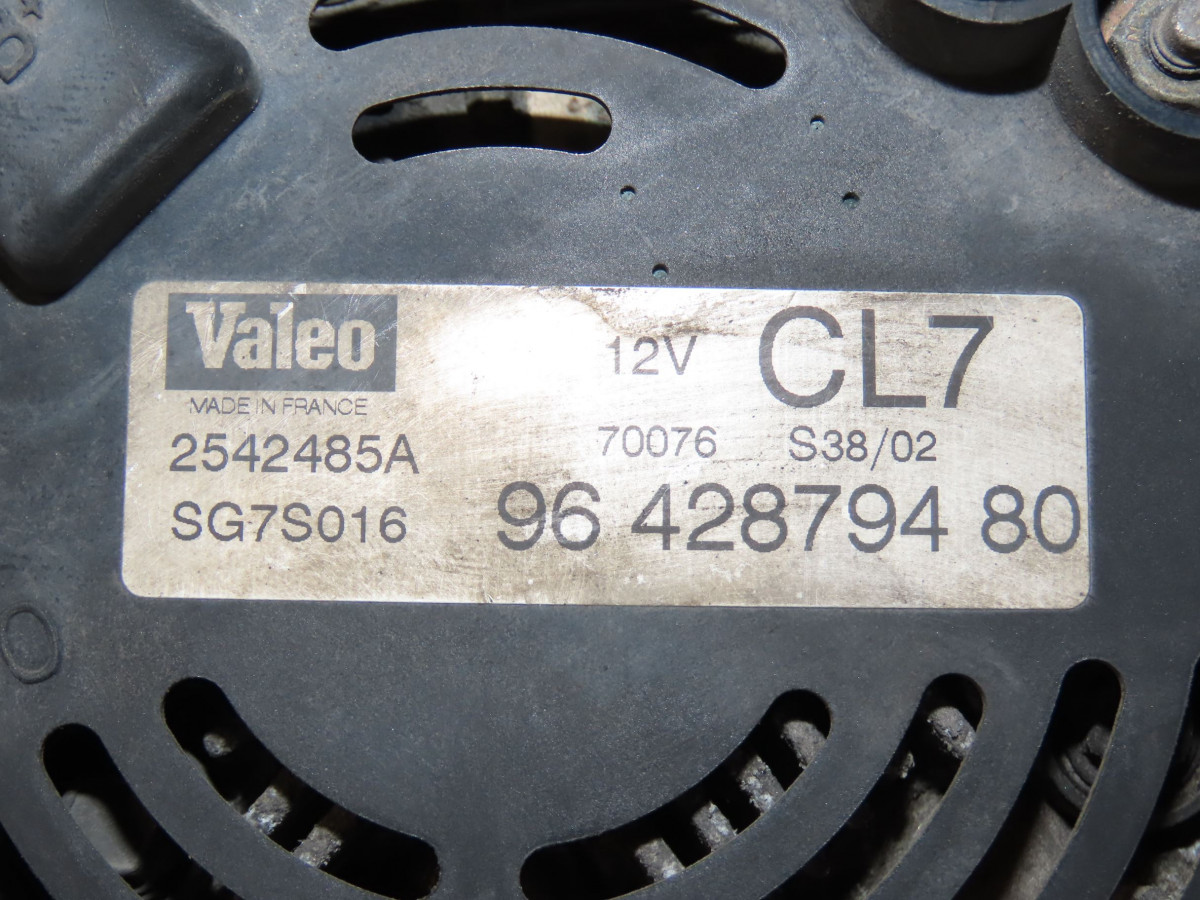 Valeo
MADE IN FRANCE
2542485A
SG7S016
12V CL7
70076 S38/02
96 428794 80